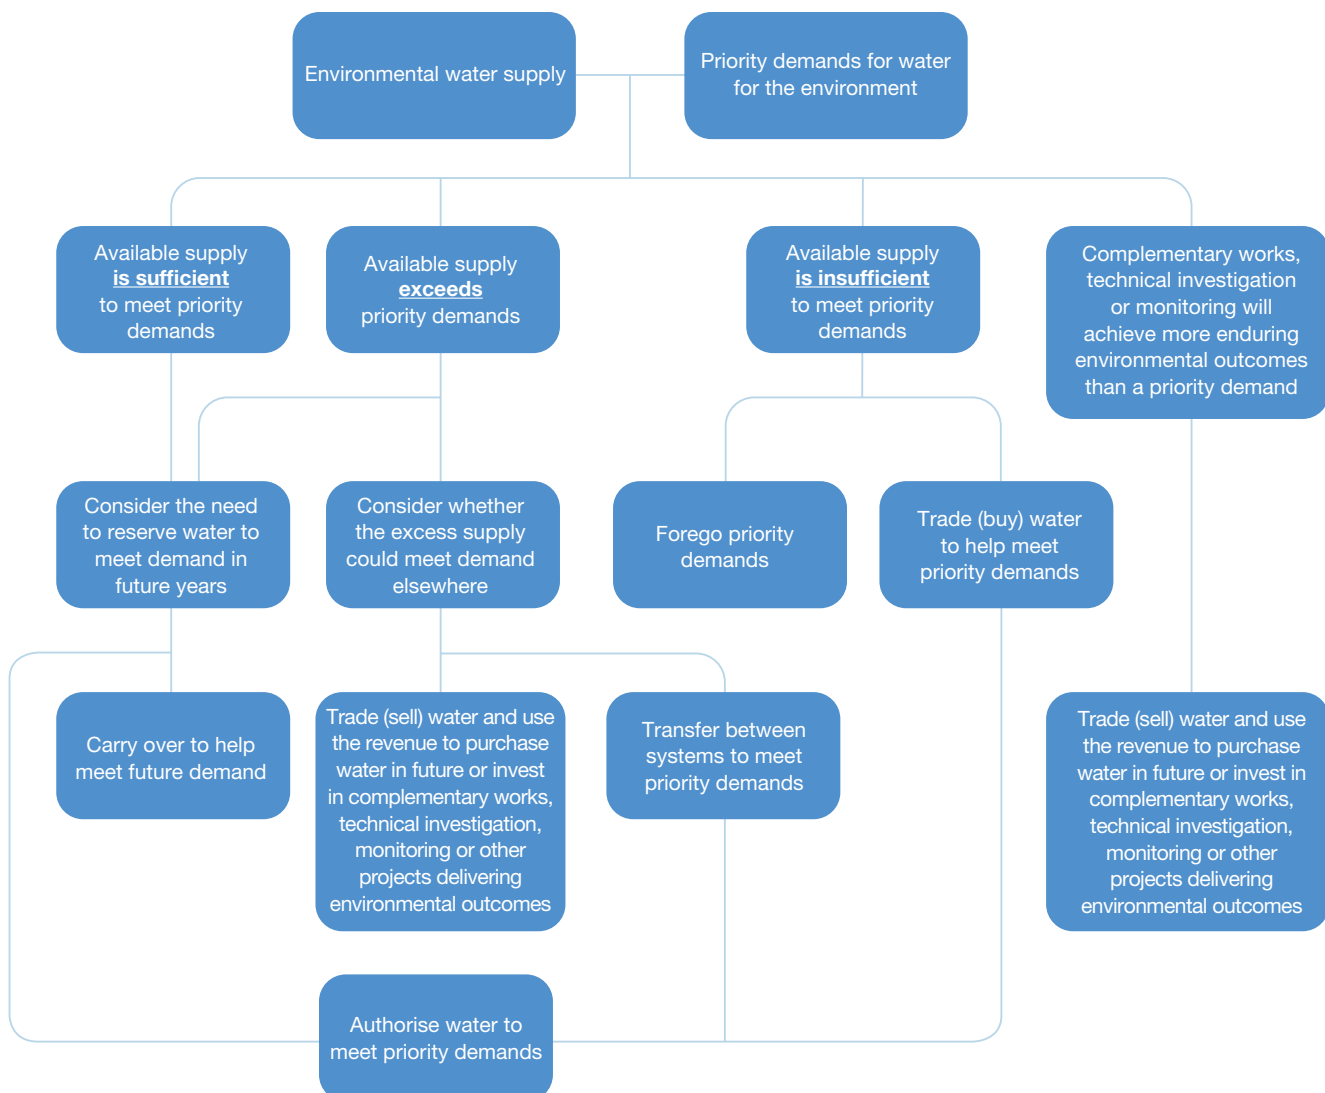 Environmental water supply
Priority demands for water
for the environment
Available supply
is sufficient
to meet priority
demands
Available supply
exceeds
priority demands
Available supply
is insufficient
to meet priority
demands
Complementary works,
technical investigation
or monitoring will
achieve more enduring
environmental outcomes
than a priority demand
Consider the need
to reserve water to
meet demand in
future years
Consider whether
the excess supply
could meet demand
elsewhere
Forego priority
demands
Trade (buy) water
to help meet
priority demands
Carry over to help
meet future demand
Trade (sell) water and use
the revenue to purchase
water in future or invest
in complementary works,
technical investigation,
monitoring or other
projects delivering
environmental outcomes
Transfer between
systems to meet
priority demands
Trade (sell) water and use
the revenue to purchase
water in future or invest in
complementary works,
technical investigation,
monitoring or other
projects delivering
environmental outcomes
Authorise water to
meet priority demands